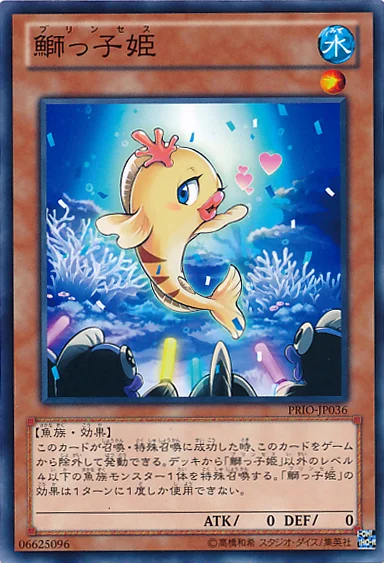 プリンセス
鰤っ子姫
水
PRIO-JP036
【魚族・効果】
このカードが召喚・特殊召喚に成功した時、このカードをゲーム
から除外して発動できる。デッキから「鰤っ子姫」以外のレベル
４以下の魚族モンスター１体を特殊召喚する。「鰤っ子姫」の
効果は１ターンに１度しか使用できない。
ATK/ 0 DEF/ 0
06625096
©高橋和希 スタジオ・ダイス/集英社